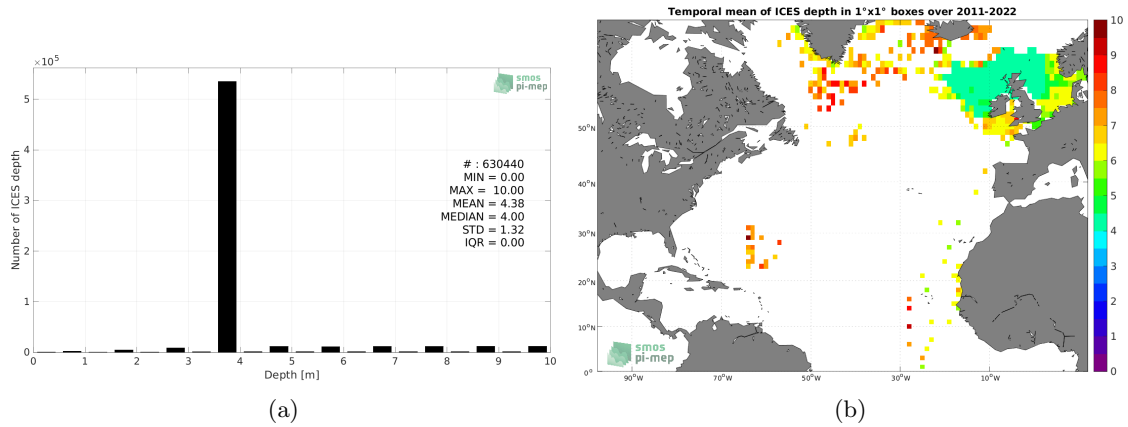 ×10⁵
5
4
3
2
1
0
Number of ICES depth
smos
pi-mep
# : 630440
MIN = 0.00
MAX = 10.00
MEAN = 4.38
MEDIAN = 4.00
STD = 1.32
IQR = 0.00
0 1 2 3 4 5 6 7 8 9 10
Depth [m]
(a)
Temporal mean of ICES depth in 1°x1° boxes over 2011-2022
50°N
40°N
30°N
20°N
10°N
0°
smos
pi-mep
90°W 70°W 50°W 30°W 10°W
10
9
8
7
6
5
4
3
2
1
0
(b)